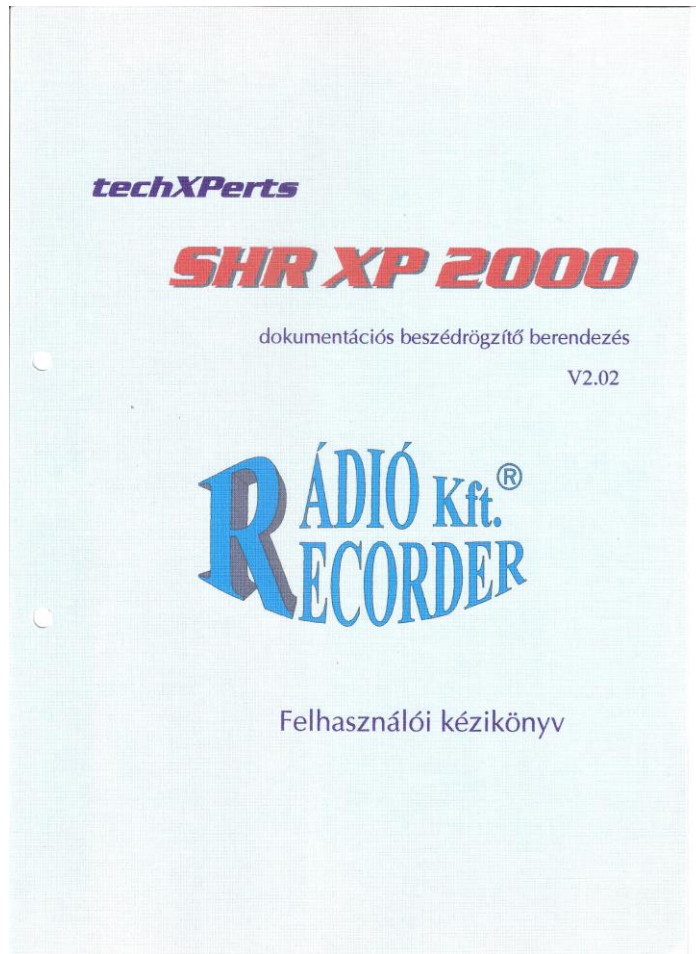 techXPerts
SHR XP 2000
dokumentációs beszédrögzítő berendezés
V2.02
RÁDIÓ Kft.®
RECORDER
Felhasználói kézikönyv